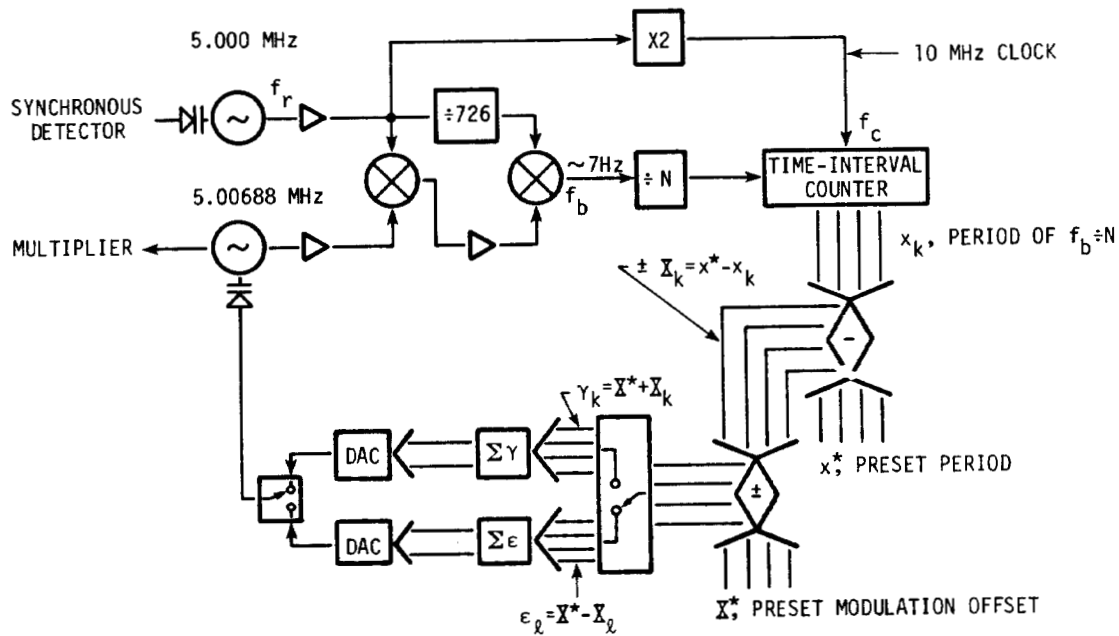 5.000 MHz
X2
10 MHz CLOCK
SYNCHRONOUS
DETECTOR
~
f_r
÷726
f_c
TIME-INTERVAL
COUNTER
~7Hz
f_b
÷ N
5.00688 MHz
MULTIPLIER
~
x_k, PERIOD OF f_b÷N
± X_k=x*-x_k
-
γ_k=X*+X_k
DAC
Σγ
x*, PRESET PERIOD
±
DAC
Σε
ε_ℓ=X*-X_ℓ
X*, PRESET MODULATION OFFSET